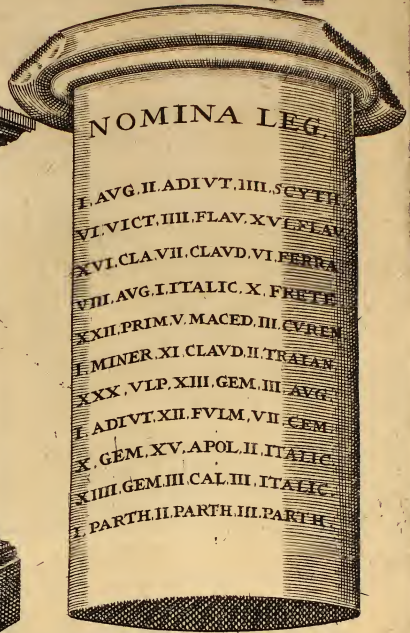 NOMINA LEG.
I.AVG.II.ADIVT.IIII.SCYTH
VI.VICT.IIII.FLAV.XVI.FLAV
XVI.CLA.VII.CLAVD.VI.FERRA
VIII.AVG.I.ITALIC.X.FRETE
XXII.PRIM.V.MACED.III.CVREN
I.MINER.XI.CLAVD.II.TRAIAN.
XXX.VLP.XIII.GEM.III.AVG.
I.ADIVT.XII.FVLM.VII.GEM.
X.GEM.XV.APOL.II.ITALIC.
XIIII.GEM.III.CAL.III.ITALIC.
I.PARTH.II.PARTH.III.PARTH.